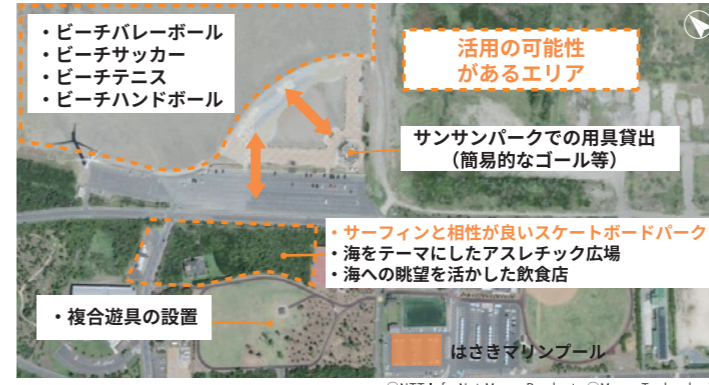 ・ビーチバレーボール
・ビーチサッカー
・ビーチテニス
・ビーチハンドボール
活用の可能性
があるエリア
サンサンパークでの用具貸出
（簡易的なゴール等）
・サーフィンと相性が良いスケートボードパーク
・海をテーマにしたアスレチック広場
・海への眺望を活かした飲食店
・複合遊具の設置
はさきマリンプール